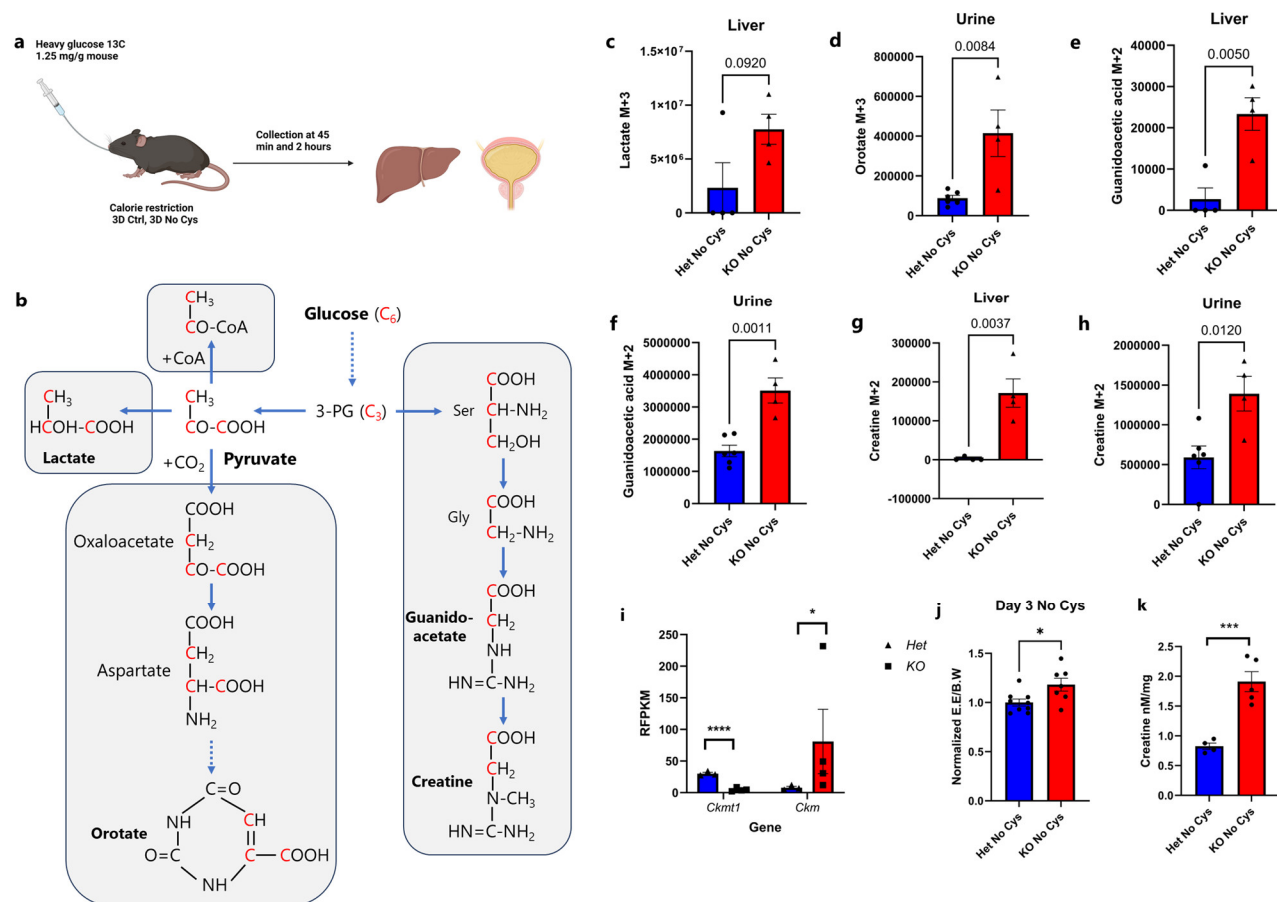 a
Heavy glucose 13C
1.25 mg/g mouse
Collection at 45
min and 2 hours
Calorie restriction
3D Ctrl, 3D No Cys
b
CH3
CO-CoA
+CoA
Glucose (C6)
CH3
HCOH-COOH
Lactate
CH3
CO-COOH
Pyruvate
3-PG (C3)
+CO2
COOH
CH2
CO-COOH
Oxaloacetate
COOH
CH2
CH-COOH
NH2
Aspartate
C=O
NH
CH
O=C
C
COOH
NH
Orotate
Ser
COOH
CH-NH2
CH2OH
Gly
COOH
CH2-NH2
Guanido-
acetate
COOH
CH2
NH
HN=C-NH2
Creatine
COOH
CH2
N-CH3
HN=C-NH2
c
Liver
0.0920
Lactate M+3
1.5×10⁷
1×10⁷
5×10⁶
0
Het No Cys
KO No Cys
d
Urine
0.0084
Orotate M+3
800000
600000
400000
200000
0
Het No Cys
KO No Cys
e
Liver
0.0050
Guanidoacetic acid M+2
40000
30000
20000
10000
0
Het No Cys
KO No Cys
f
Urine
0.0011
Guanidoacetic acid M+2
5000000
4000000
3000000
2000000
1000000
0
Het No Cys
KO No Cys
g
Liver
0.0037
Creatine M+2
300000
200000
100000
0
-100000
Het No Cys
KO No Cys
h
Urine
0.0120
Creatine M+2
2000000
1500000
1000000
500000
0
Het No Cys
KO No Cys
i
RFPKM
250
200
150
100
50
0
****
*
Ckmt1
Ckm
Gene
Het
KO
j
Day 3 No Cys
*
Normalized E.E/B.W
1.5
1.0
0.5
0.0
Het No Cys
KO No Cys
k
***
Creatine nM/mg
2.5
2.0
1.5
1.0
0.5
0.0
Het No Cys
KO No Cys